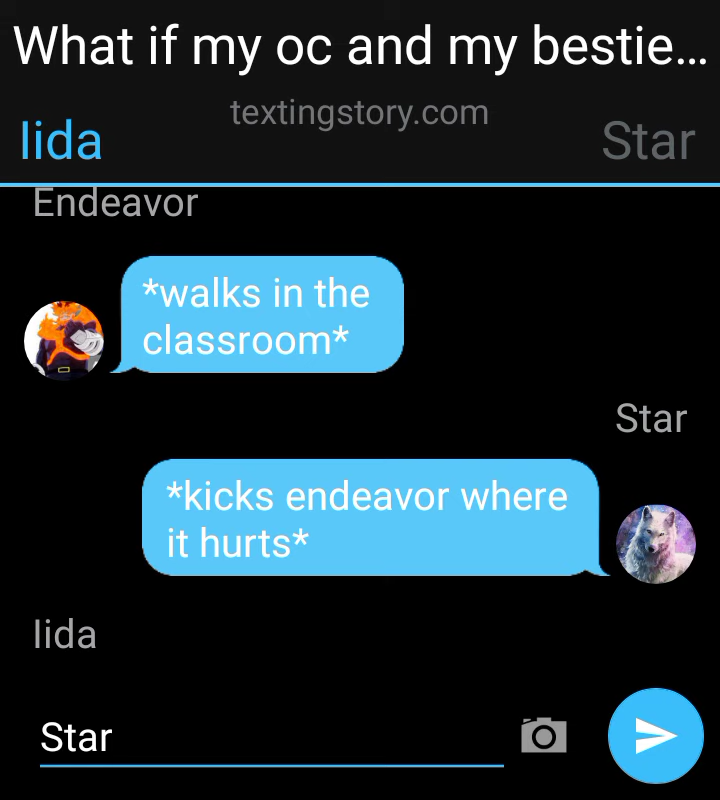 What if my oc and my bestie...
textingstory.com
Iida
Star
Endeavor
*walks in the
classroom*
Star
*kicks endeavor where
it hurts*
Iida
Star